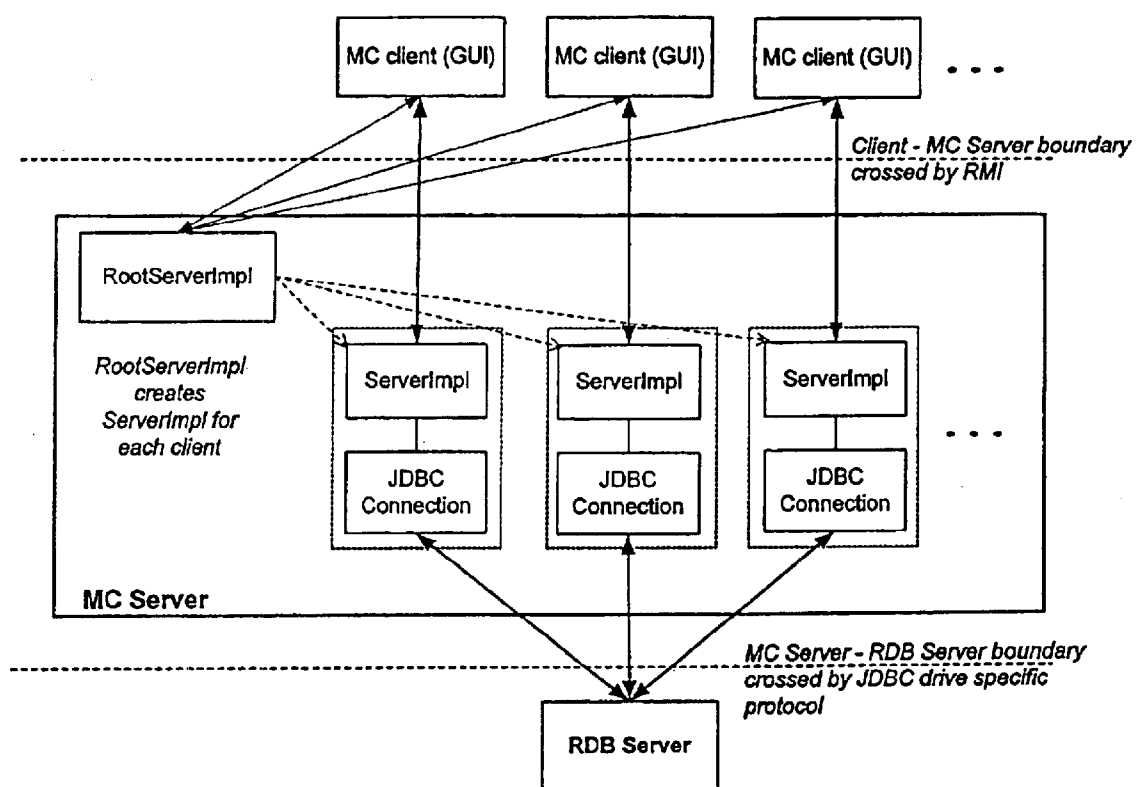 MC client (GUI)
MC client (GUI)
MC client (GUI)
. . .
Client - MC Server boundary
crossed by RMI
RootServerImpl
RootServerImpl
creates
ServerImpl for
each client
ServerImpl
ServerImpl
ServerImpl
. . .
JDBC
Connection
JDBC
Connection
JDBC
Connection
MC Server
MC Server - RDB Server boundary
crossed by JDBC drive specific
protocol
RDB Server